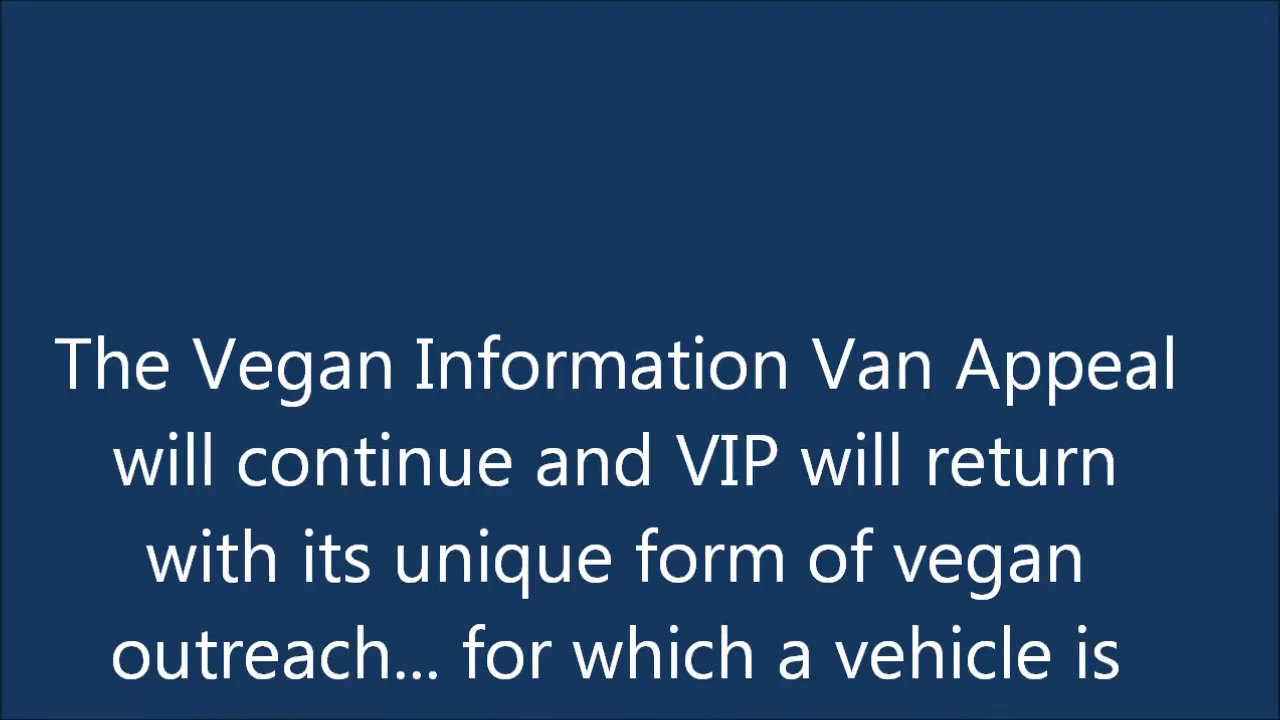 The Vegan Information Van Appeal
will continue and VIP will return
with its unique form of vegan
outreach... for which a vehicle is